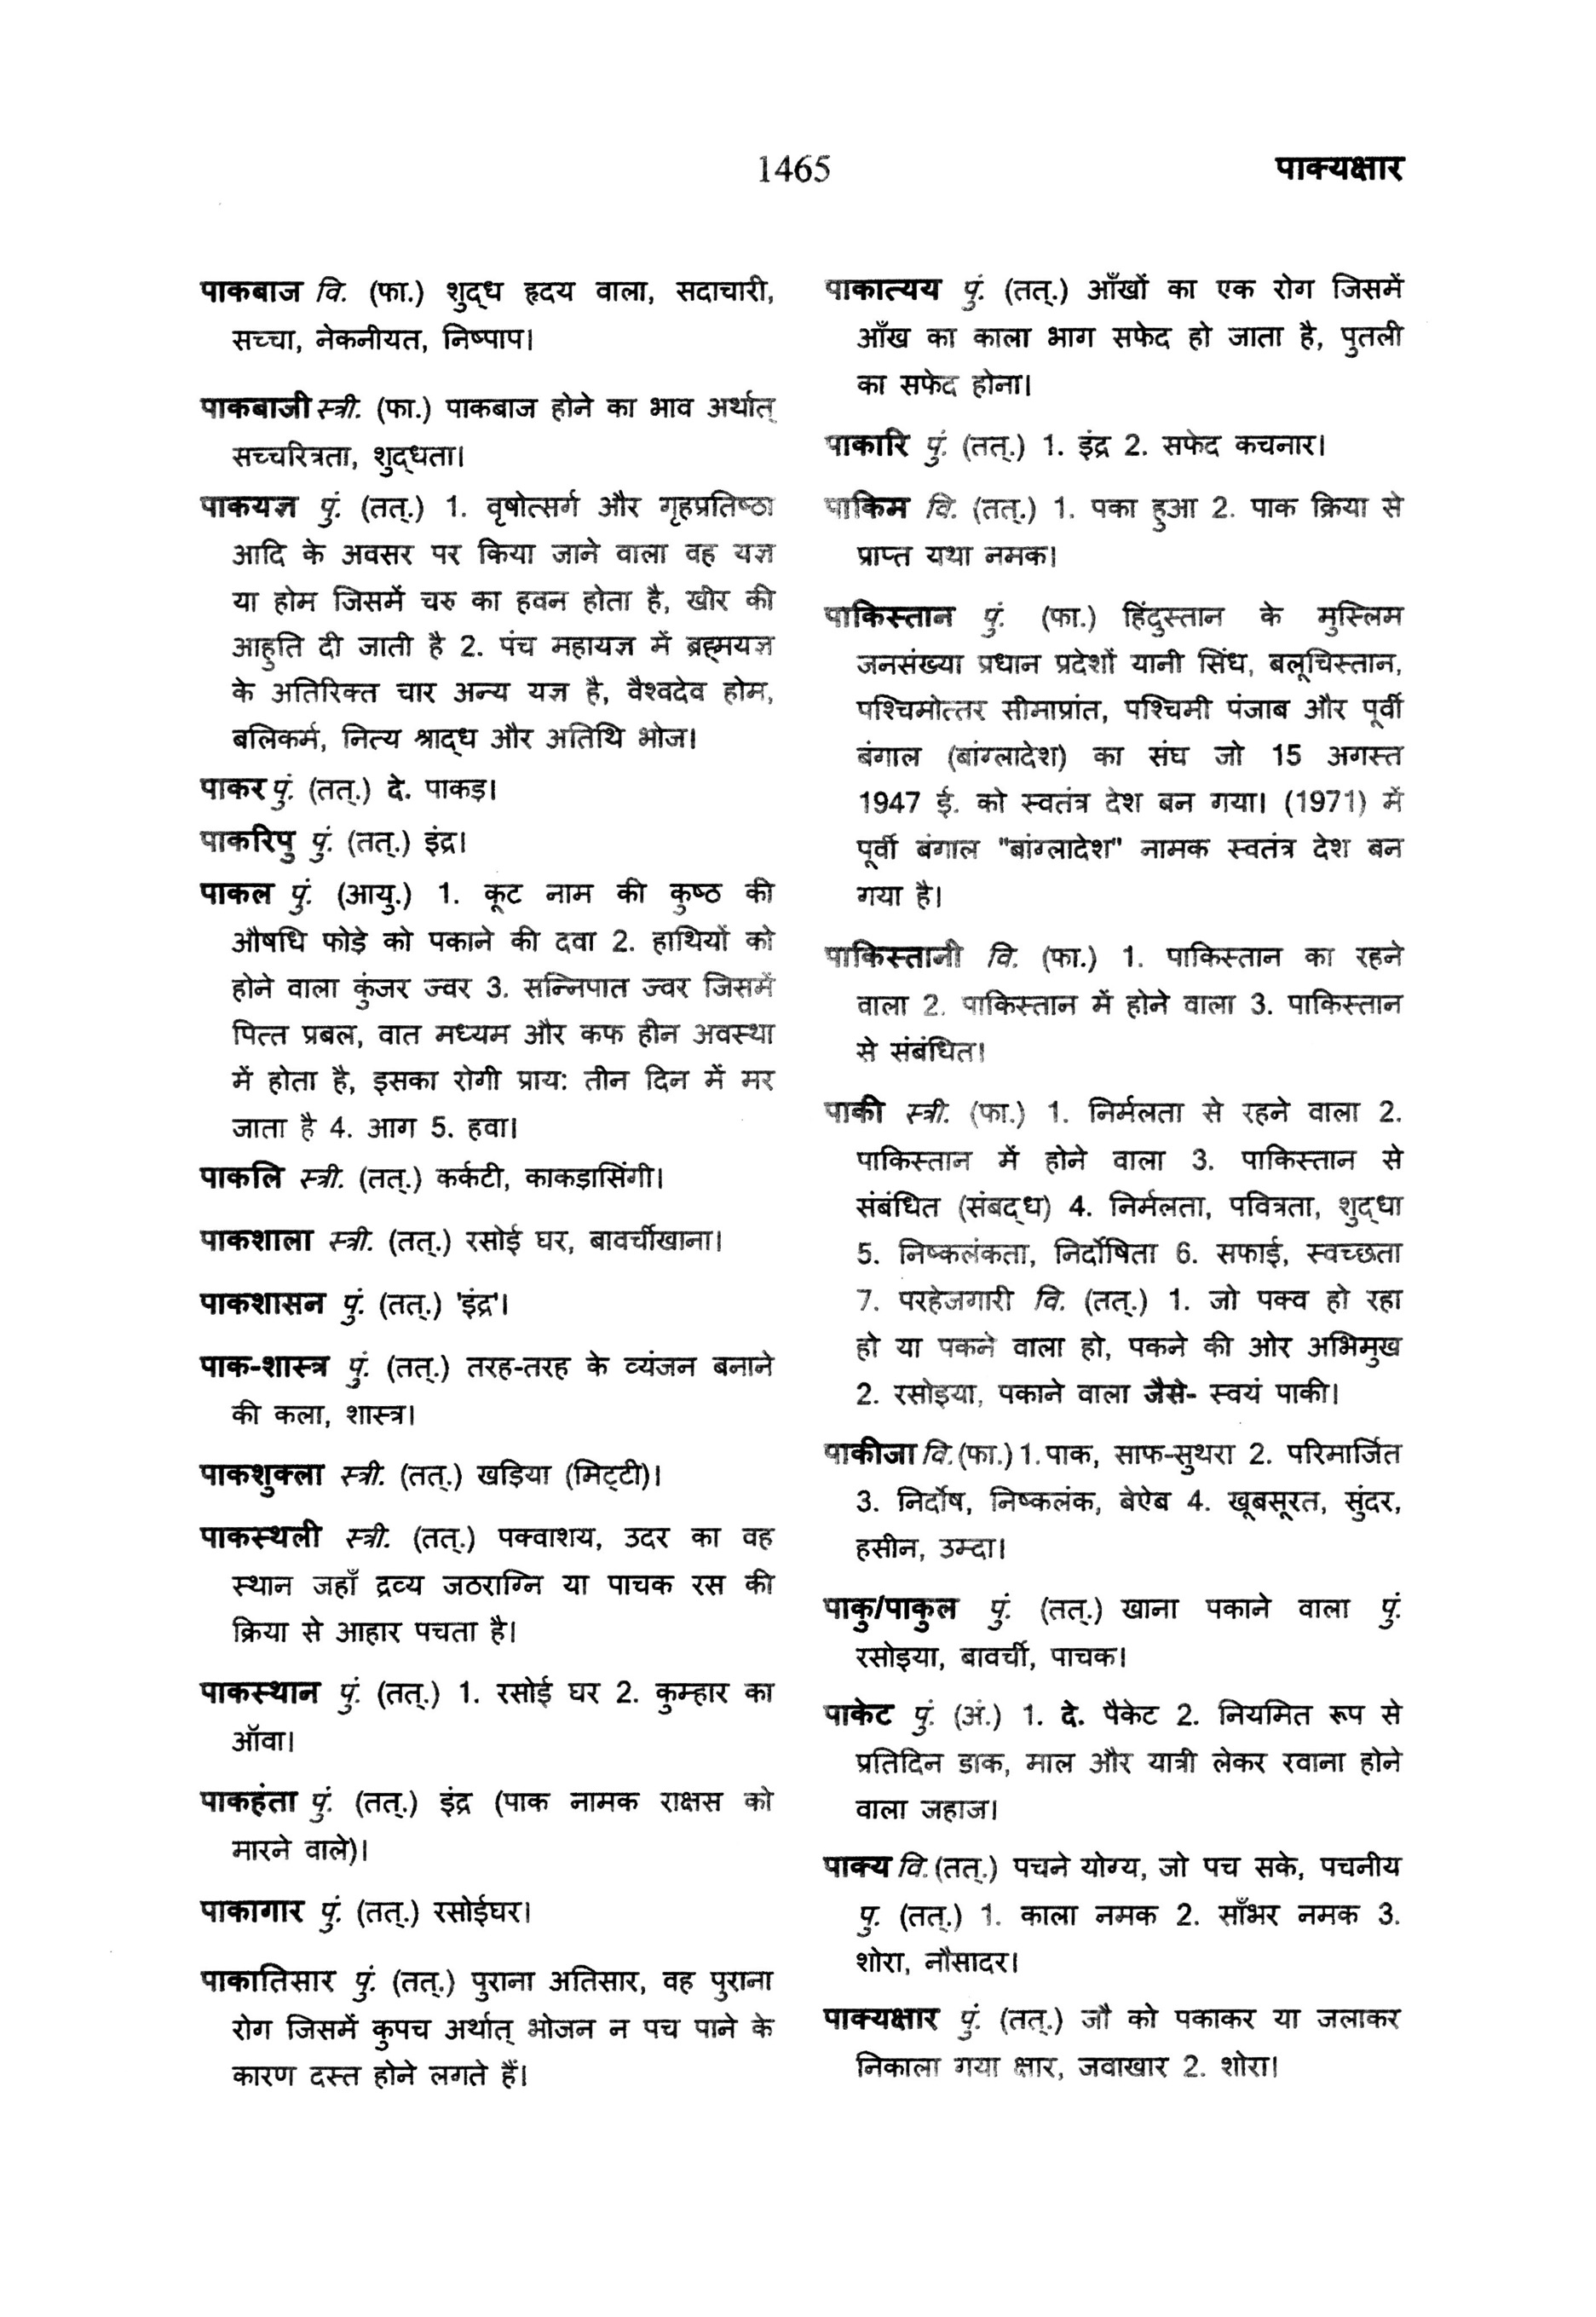 1465
पाक्यक्षार
पाकबाज वि. (फा.) शुद्ध हृदय वाला, सदाचारी,
सच्चा, नेकनीयत, निष्पाप।
पाकबाजी स्त्री. (फा.) पाकबाज होने का भाव अर्थात्
सच्चरित्रता, शुद्धता।
पाकयज्ञ पुं. (तत्.) 1. वृषोत्सर्ग और गृहप्रतिष्ठा
आदि के अवसर पर किया जाने वाला वह यज्ञ
या होम जिसमें चरु का हवन होता है, खीर की
आहुति दी जाती है 2. पंच महायज्ञ में ब्रह्मयज्ञ
के अतिरिक्त चार अन्य यज्ञ है, वैश्वदेव होम,
बलिकर्म, नित्य श्राद्ध और अतिथि भोज।
पाकर पुं. (तत्.) दे. पाकड़।
पाकरिपु पुं. (तत्.) इंद्र।
पाकल पुं. (आयु.) 1. कूट नाम की कुष्ठ की
औषधि फोड़े को पकाने की दवा 2. हाथियों को
होने वाला कुंजर ज्वर 3. सन्निपात ज्वर जिसमें
पित्त प्रबल, वात मध्यम और कफ हीन अवस्था
में होता है, इसका रोगी प्राय: तीन दिन में मर
जाता है 4. आग 5. हवा।
पाकलि स्त्री. (तत्.) कर्कटी, काकड़ासिंगी।
पाकशाला स्त्री. (तत्.) रसोई घर, बावर्चीखाना।
पाकशासन पुं. (तत्.) 'इंद्र'।
पाक-शास्त्र पुं. (तत्.) तरह-तरह के व्यंजन बनाने
की कला, शास्त्र।
पाकशुक्ला स्त्री. (तत्.) खड़िया (मिट्टी)।
पाकस्थली स्त्री. (तत्.) पक्वाशय, उदर का वह
स्थान जहाँ द्रव्य जठराग्नि या पाचक रस की
क्रिया से आहार पचता है।
पाकस्थान पुं. (तत्.) 1. रसोई घर 2. कुम्हार का
ऑवा।
पाकहंता पुं. (तत्.) इंद्र (पाक नामक राक्षस को
मारने वाले)।
पाकागार पुं. (तत्.) रसोईघर।
पाकातिसार पुं. (तत्.) पुराना अतिसार, वह पुराना
रोग जिसमें कुपच अर्थात् भोजन न पच पाने के
कारण दस्त होने लगते हैं।
पाकात्यय पुं. (तत्.) आँखों का एक रोग जिसमें
आँख का काला भाग सफेद हो जाता है, पुतली
का सफेद होना।
पाकारि पुं. (तत्.) 1. इंद्र 2. सफेद कचनार।
पाकिम वि. (तत्.) 1. पका हुआ 2. पाक क्रिया से
प्राप्त यथा नमक।
पाकिस्तान पुं. (फा.) हिंदुस्तान के मुस्लिम
जनसंख्या प्रधान प्रदेशों यानी सिंध, बलूचिस्तान,
पश्चिमोत्तर सीमाप्रांत, पश्चिमी पंजाब और पूर्वी
बंगाल (बांग्लादेश) का संघ जो 15 अगस्त
1947 ई. को स्वतंत्र देश बन गया। (1971) में
पूर्वी बंगाल "बांग्लादेश" नामक स्वतंत्र देश बन
गया है।
पाकिस्तानी वि. (फा.) 1. पाकिस्तान का रहने
वाला 2. पाकिस्तान में होने वाला 3. पाकिस्तान
से संबंधित।
पाकी स्त्री. (फा.) 1. निर्मलता से रहने वाला 2.
पाकिस्तान में होने वाला 3. पाकिस्तान से
संबंधित (संबद्ध) 4. निर्मलता, पवित्रता, शुद्धा
5. निष्कलंकता, निर्दोषिता 6. सफाई, स्वच्छता
7. परहेजगारी वि. (तत्.) 1. जो पक्व हो रहा
हो या पकने वाला हो, पकने की ओर अभिमुख
2. रसोइया, पकाने वाला जैसे- स्वयं पाकी।
पाकीजा वि. (फा.) 1. पाक, साफ-सुथरा 2. परिमार्जित
3. निर्दोष, निष्कलंक, बेऐब 4. खूबसूरत, सुंदर,
हसीन, उम्दा।
पाकु/पाकुल पुं. (तत्.) खाना पकाने वाला पुं.
रसोइया, बावर्ची, पाचक।
पाकेट पुं. (अं.) 1. दे. पैकेट 2. नियमित रूप से
प्रतिदिन डाक, माल और यात्री लेकर रवाना होने
वाला जहाज।
पाक्य वि. (तत्.) पचने योग्य, जो पच सके, पचनीय
पु. (तत्.) 1. काला नमक 2. साँभर नमक 3.
शोरा, नौसादर।
पाक्यक्षार पुं. (तत्.) जौ को पकाकर या जलाकर
निकाला गया क्षार, जवाखार 2. शोरा।